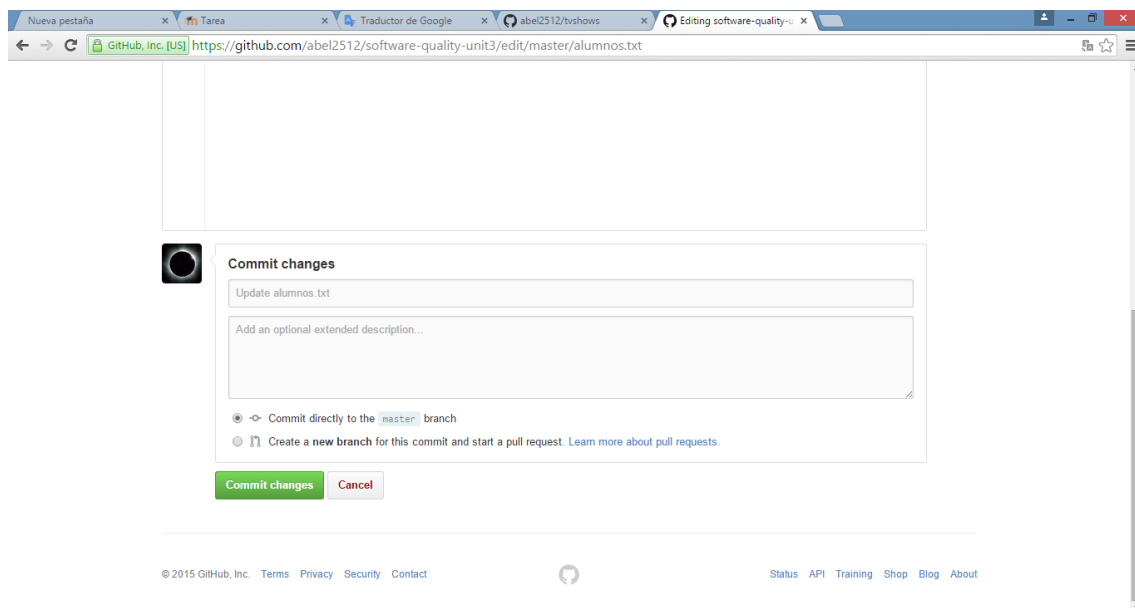 Nueva pestaña
Tarea
Traductor de Google
abel2512/tvshows
Editing software-quality-u
GitHub, Inc. [US] https://github.com/abel2512/software-quality-unit3/edit/master/alumnos.txt
Commit changes
Update alumnos.txt
Add an optional extended description...
Commit directly to the master branch
Create a new branch for this commit and start a pull request. Learn more about pull requests.
Commit changes Cancel
© 2015 GitHub, Inc. Terms Privacy Security Contact Status API Training Shop Blog About